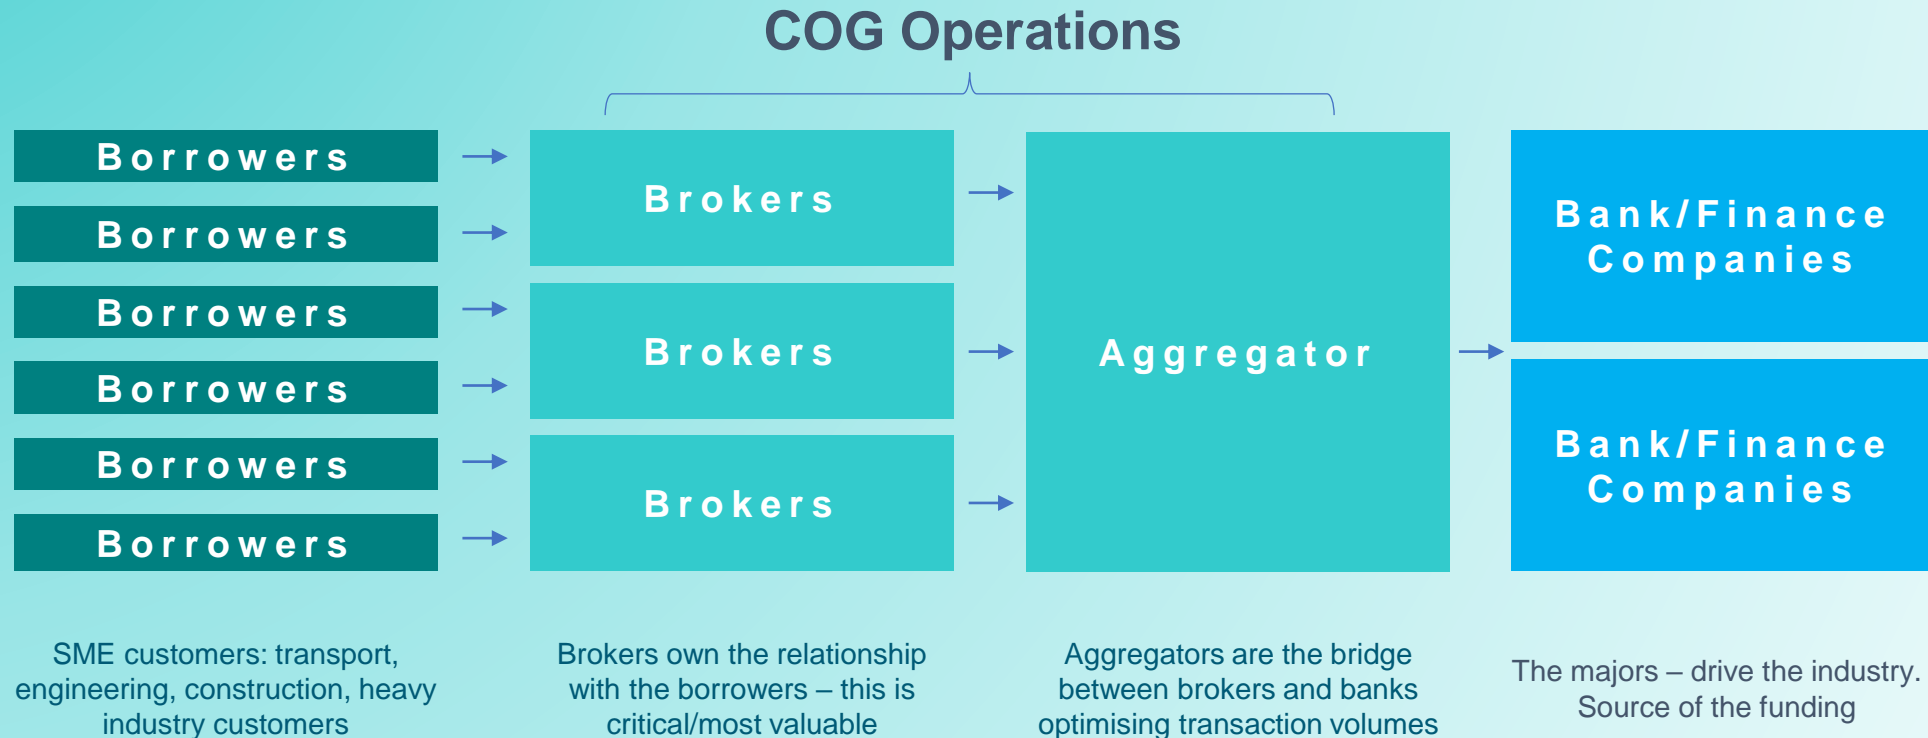 COG Operations
Borrowers
Borrowers
Borrowers
Borrowers
Borrowers
Borrowers
Brokers
Brokers
Brokers
Aggregator
Bank/Finance
Companies
Bank/Finance
Companies
SME customers: transport,
engineering, construction, heavy
industry customers
Brokers own the relationship
with the borrowers – this is
critical/most valuable
Aggregators are the bridge
between brokers and banks
optimising transaction volumes
The majors – drive the industry.
Source of the funding